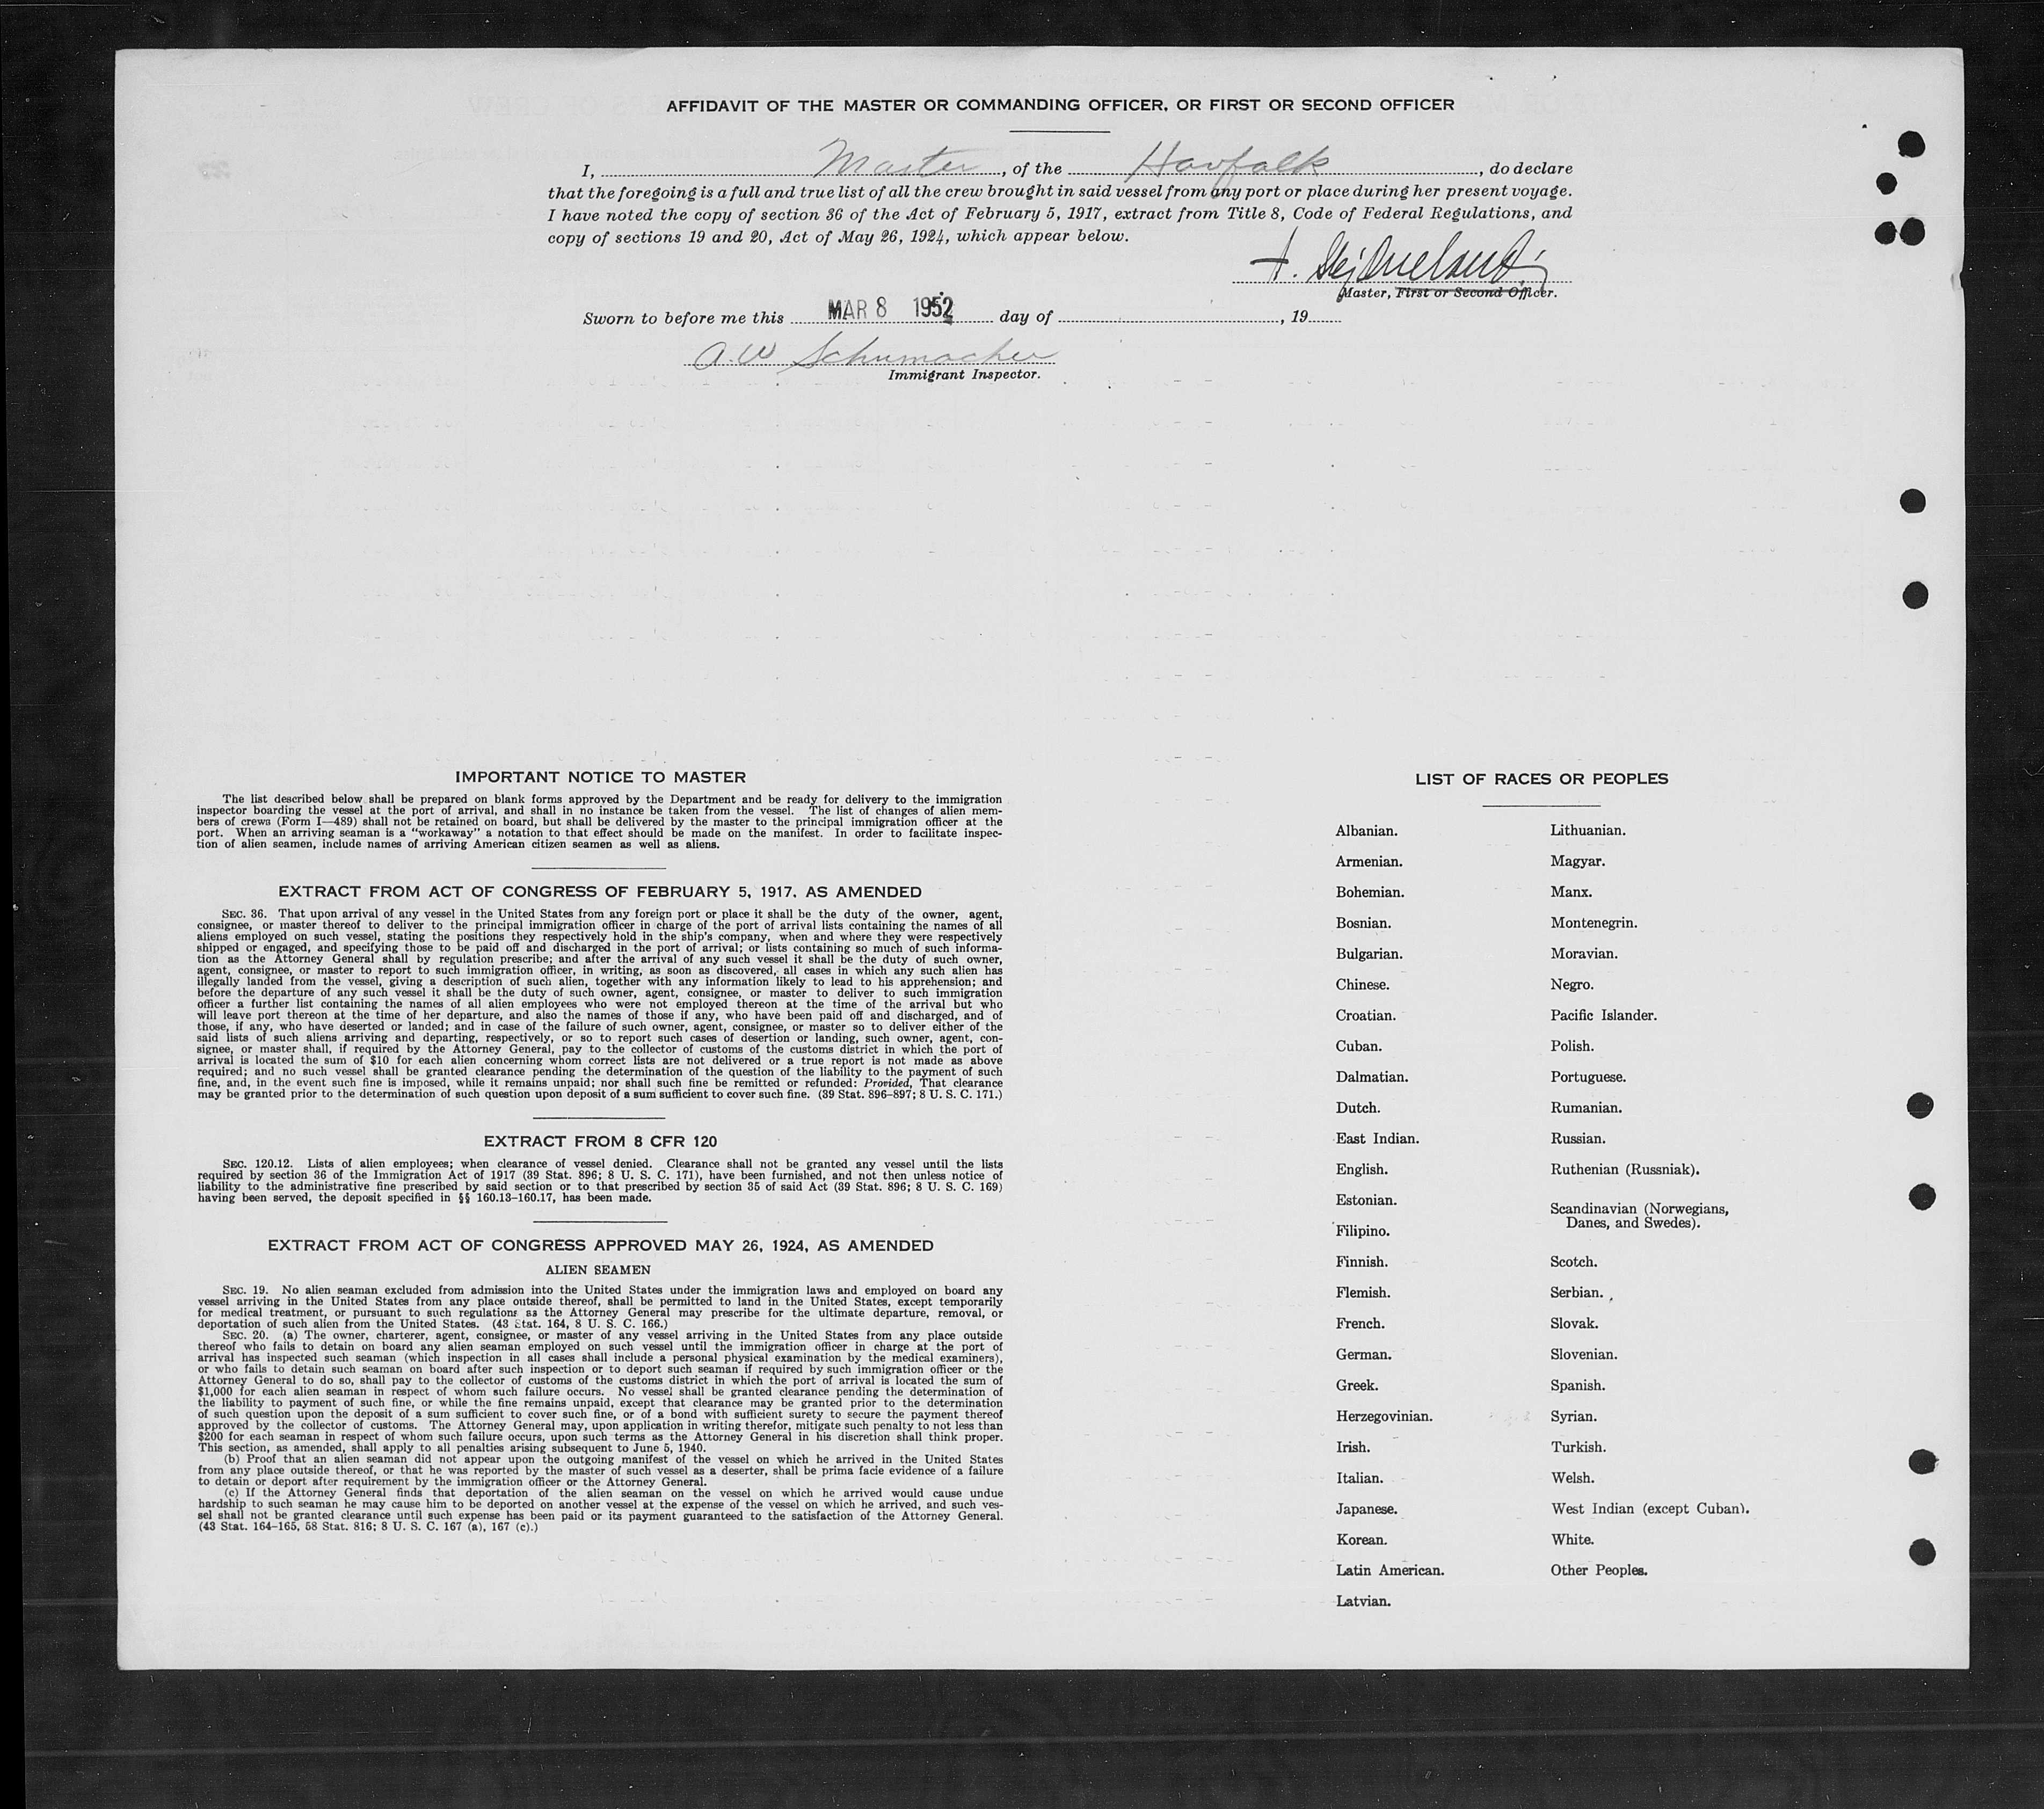 AFFIDAVIT OF THE MASTER OR COMMANDING OFFICER, OR FIRST OR SECOND OFFICER
I, Master, of the Havfalk, do declare
that the foregoing is a full and true list of all the crew brought in said vessel from any port or place during her present voyage.
I have noted the copy of section 36 of the Act of February 5, 1917, extract from Title 8, Code of Federal Regulations, and
copy of sections 19 and 20, Act of May 26, 1924, which appear below.
Master, First or Second Officer.
Sworn to before me this MAR 8 1952 day of , 19
A. W. Schumacher
Immigrant Inspector.
IMPORTANT NOTICE TO MASTER
The list described below shall be prepared on blank forms approved by the Department and be ready for delivery to the immigration
inspector boarding the vessel at the port of arrival, and shall in no instance be taken from the vessel. The list of changes of alien mem-
bers of crews (Form I—489) shall not be retained on board, but shall be delivered by the master to the principal immigration officer at the
port. When an arriving seaman is a "workaway" a notation to that effect should be made on the manifest. In order to facilitate inspec-
tion of alien seamen, include names of arriving American citizen seamen as well as aliens.
EXTRACT FROM ACT OF CONGRESS OF FEBRUARY 5, 1917, AS AMENDED
SEC. 36. That upon arrival of any vessel in the United States from any foreign port or place it shall be the duty of the owner, agent,
consignee, or master thereof to deliver to the principal immigration officer in charge of the port of arrival lists containing the names of all
aliens employed on such vessel, stating the positions they respectively hold in the ship's company, when and where they were respectively
shipped or engaged, and specifying those to be paid off and discharged in the port of arrival; or lists containing so much of such informa-
tion as the Attorney General shall by regulation prescribe; and after the arrival of any such vessel it shall be the duty of such owner,
agent, consignee, or master to report to such immigration officer, in writing, as soon as discovered, all cases in which any such alien has
illegally landed from the vessel, giving a description of such alien, together with any information likely to lead to his apprehension; and
before the departure of any such vessel it shall be the duty of such owner, agent, consignee, or master to deliver to such immigration
officer a further list containing the names of all alien employees who were not employed thereon at the time of the arrival but who
will leave port thereon at the time of her departure, and also the names of those if any, who have been paid off and discharged, and of
those, if any, who have deserted or landed; and in case of the failure of such owner, agent, consignee, or master so to deliver either of the
said lists of such aliens arriving and departing, respectively, or so to report such cases of desertion or landing, such owner, agent, con-
signee, or master shall, if required by the Attorney General, pay to the collector of customs of the customs district in which the port of
arrival is located the sum of $10 for each alien concerning whom correct lists are not delivered or a true report is not made as above
required; and no such vessel shall be granted clearance pending the determination of the question of the liability to the payment of such
fine, and, in the event such fine is imposed, while it remains unpaid; nor shall such fine be remitted or refunded: Provided, That clearance
may be granted prior to the determination of such question upon deposit of a sum sufficient to cover such fine. (39 Stat. 896–897; 8 U. S. C. 171.)
EXTRACT FROM 8 CFR 120
SEC. 120.12. Lists of alien employees; when clearance of vessel denied. Clearance shall not be granted any vessel until the lists
required by section 36 of the Immigration Act of 1917 (39 Stat. 896; 8 U. S. C. 171), have been furnished, and not then unless notice of
liability to the administrative fine prescribed by said section or to that prescribed by section 35 of said Act (39 Stat. 896; 8 U. S. C. 169)
having been served, the deposit specified in §§ 160.13–160.17, has been made.
EXTRACT FROM ACT OF CONGRESS APPROVED MAY 26, 1924, AS AMENDED
ALIEN SEAMEN
SEC. 19. No alien seaman excluded from admission into the United States under the immigration laws and employed on board any
vessel arriving in the United States from any place outside thereof, shall be permitted to land in the United States, except temporarily
for medical treatment, or pursuant to such regulations as the Attorney General may prescribe for the ultimate departure, removal, or
deportation of such alien from the United States. (43 Stat. 164, 8 U. S. C. 166.)
SEC. 20. (a) The owner, charterer, agent, consignee, or master of any vessel arriving in the United States from any place outside
thereof who fails to detain on board any alien seaman employed on such vessel until the immigration officer in charge at the port of
arrival has inspected such seaman (which inspection in all cases shall include a personal physical examination by the medical examiners),
or who fails to detain such seaman on board after such inspection or to deport such seaman if required by such immigration officer or the
Attorney General to do so, shall pay to the collector of customs of the customs district in which the port of arrival is located the sum of
$1,000 for each alien seaman in respect of whom such failure occurs. No vessel shall be granted clearance pending the determination of
the liability to payment of such fine, or while the fine remains unpaid, except that clearance may be granted prior to the determination
of such question upon the deposit of a sum sufficient to cover such fine, or of a bond with sufficient surety to secure the payment thereof
approved by the collector of customs. The Attorney General may, upon application in writing therefor, mitigate such penalty to not less than
$200 for each seaman in respect of whom such failure occurs, upon such terms as the Attorney General in his discretion shall think proper.
This section, as amended, shall apply to all penalties arising subsequent to June 5, 1940.
(b) Proof that an alien seaman did not appear upon the outgoing manifest of the vessel on which he arrived in the United States
from any place outside thereof, or that he was reported by the master of such vessel as a deserter, shall be prima facie evidence of a failure
to detain or deport after requirement by the immigration officer or the Attorney General.
(c) If the Attorney General finds that deportation of the alien seaman on the vessel on which he arrived would cause undue
hardship to such seaman he may cause him to be deported on another vessel at the expense of the vessel on which he arrived, and such ves-
sel shall not be granted clearance until such expense has been paid or its payment guaranteed to the satisfaction of the Attorney General.
(43 Stat. 164–165, 58 Stat. 816; 8 U. S. C. 167 (a), 167 (c).)
LIST OF RACES OR PEOPLES
Albanian.
Armenian.
Bohemian.
Bosnian.
Bulgarian.
Chinese.
Croatian.
Cuban.
Dalmatian.
Dutch.
East Indian.
English.
Estonian.
Filipino.
Finnish.
Flemish.
French.
German.
Greek.
Herzegovinian.
Irish.
Italian.
Japanese.
Korean.
Latin American.
Latvian.
Lithuanian.
Magyar.
Manx.
Montenegrin.
Moravian.
Negro.
Pacific Islander.
Polish.
Portuguese.
Rumanian.
Russian.
Ruthenian (Russniak).
Scandinavian (Norwegians,
Danes, and Swedes).
Scotch.
Serbian.
Slovak.
Slovenian.
Spanish.
Syrian.
Turkish.
Welsh.
West Indian (except Cuban).
White.
Other Peoples.